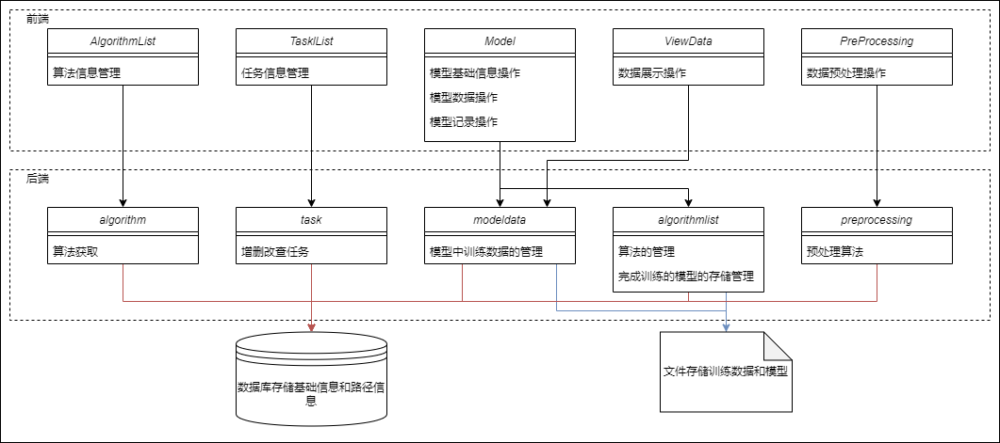 前端
AlgorithmList
算法信息管理
TasklList
任务信息管理
Model
模型基础信息操作
模型数据操作
模型记录操作
ViewData
数据展示操作
PreProcessing
数据预处理操作
后端
algorithm
算法获取
task
增删改查任务
modeldata
模型中训练数据的管理
algorithmlist
算法的管理
完成训练的模型的存储管理
preprocessing
预处理算法
数据库存储基础信息和路径信
息
文件存储训练数据和模型